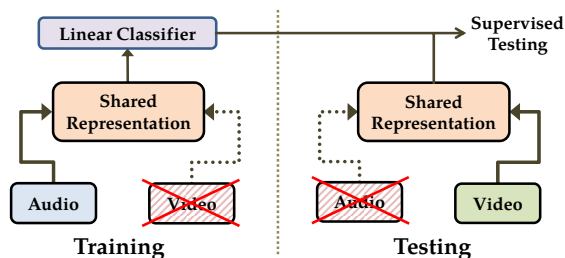 Linear Classifier
Supervised
Testing
Shared
Representation
Shared
Representation
Audio
Video
Audio
Video
Training
Testing